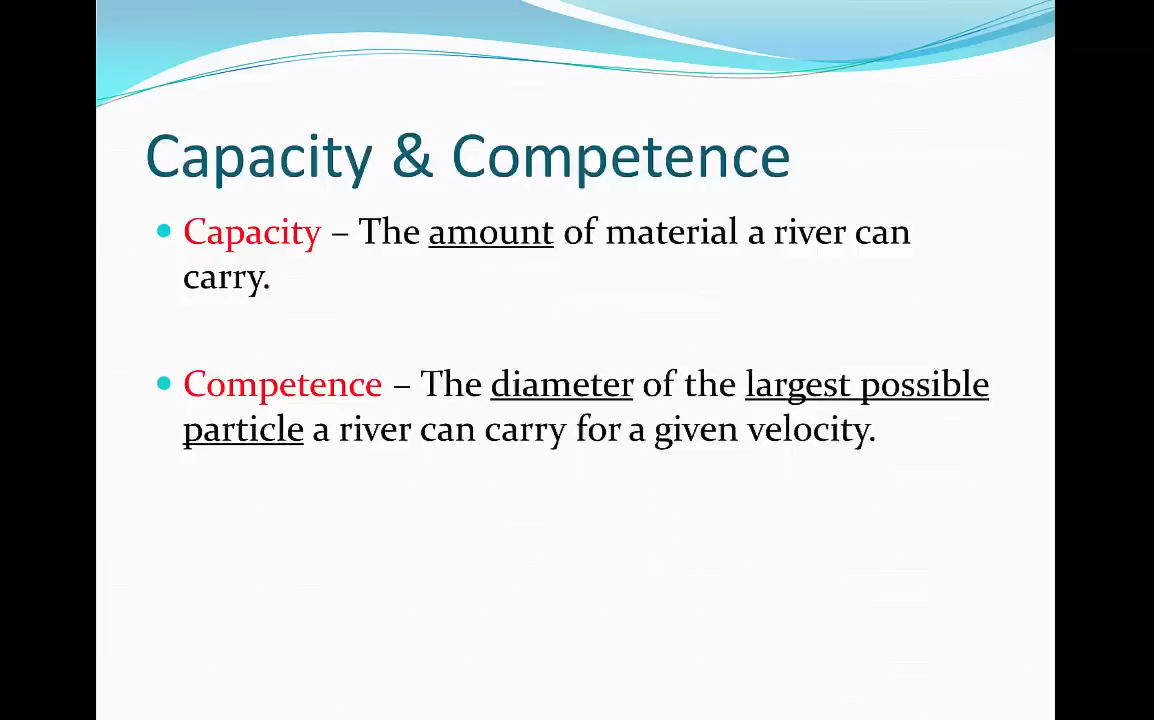 Capacity & Competence
• Capacity – The amount of material a river can
carry.
• Competence – The diameter of the largest possible
particle a river can carry for a given velocity.